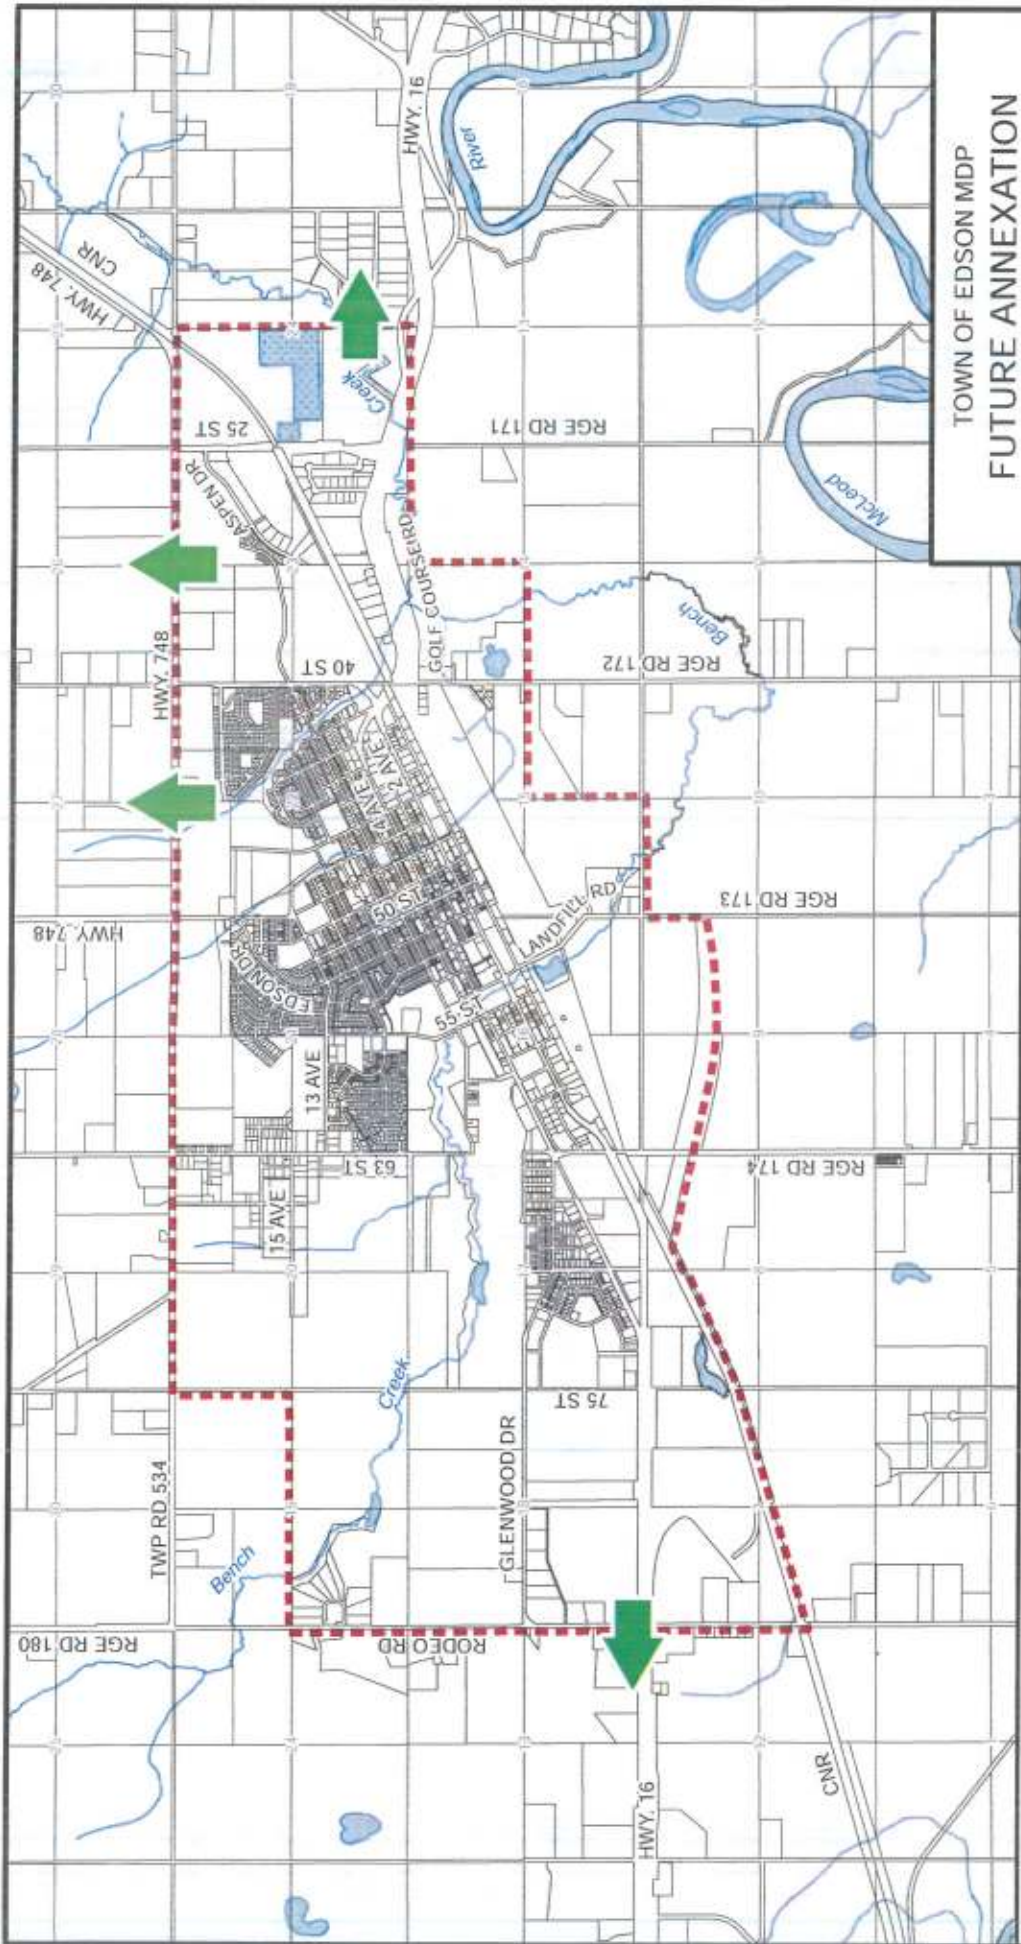 TOWN OF EDSON MDP
FUTURE ANNEXATION
HWY. 748
CNR
HWY. 16
River
25 ST
ASPEN DR
Creek
RGE RD 171
McLeod
HWY. 748
40 ST
GOLF COURSE RD
Bench
RGE RD 172
4 AVE
2 AVE
HWY. 748
50 ST
EDSON DR
LANDFILL RD
RGE RD 173
55 ST
13 AVE
63 ST
RGE RD 174
15 AVE
Creek
75 ST
TWP RD 534
Bench
GLENWOOD DR
RGE RD 180
RODEO RD
HWY. 16
CNR